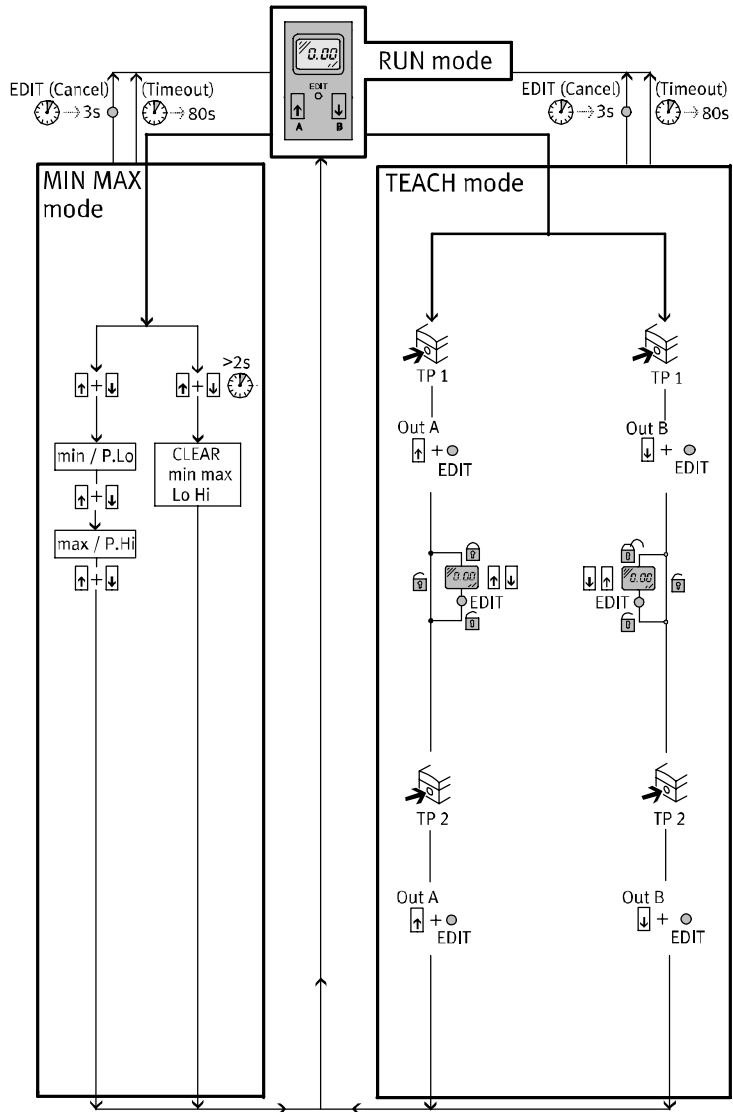 0.00
EDIT
A B
RUN mode
EDIT (Cancel) (Timeout)
3s 80s
EDIT (Cancel) (Timeout)
3s 80s
MIN MAX
mode
+
+
>2s
min / P.Lo
CLEAR
min max
Lo Hi
+
max / P.Hi
+
TEACH mode
TP 1
TP 1
Out A
+
EDIT
Out B
+
EDIT
0.00
EDIT
0.00
EDIT
TP 2
TP 2
Out A
+
EDIT
Out B
+
EDIT